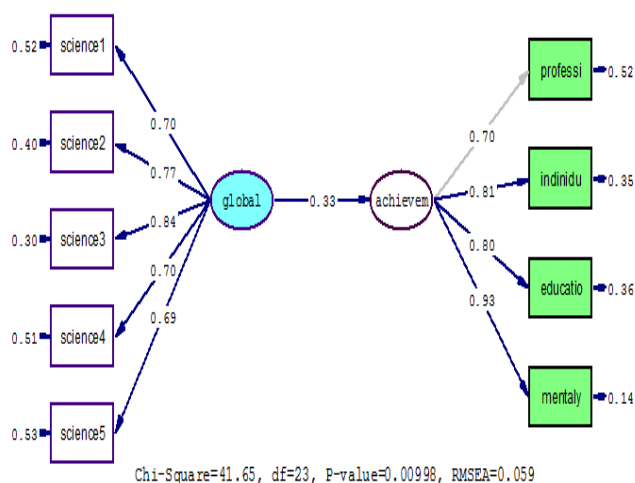 0.52 science1
0.40 science2
0.30 science3
0.51 science4
0.53 science5
0.70
0.77
0.84
0.70
0.69
global
0.33
achievem
0.70
0.81
0.80
0.93
professi 0.52
inidnidu 0.35
educatio 0.36
mentaly 0.14
Chi-Square=41.65, df=23, P-value=0.00998, RMSEA=0.059